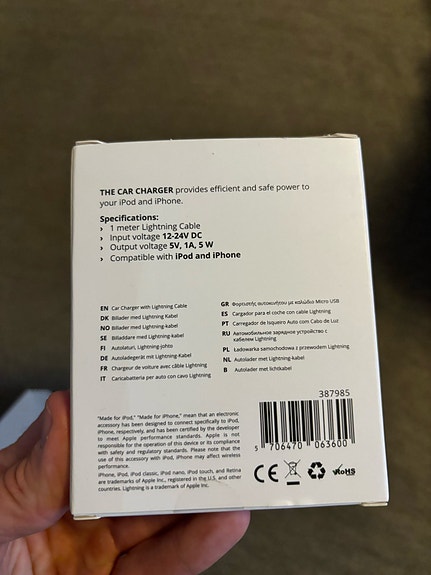 THE CAR CHARGER provides efficient and safe power to
your iPod and iPhone.
Specifications:
› 1 meter Lightning Cable
› Input voltage 12-24V DC
› Output voltage 5V, 1A, 5 W
› Compatible with iPod and iPhone
EN Car Charger with Lightning Cable
DK Billader med Lightning Kabel
NO Billader med Lightning-kabel
SE Billaddare med Lightning-kabel
FI Autolaturi, Lightning-johto
DE Autoladegerät mit Lightning-Kabel
FR Chargeur de voiture avec câble Lightning
IT Caricabatteria per auto con cavo Lightning
GR Φορτιστής αυτοκινήτου με καλώδιο Micro USB
ES Cargador para el coche con cable Lightning
PT Carregador de Isqueiro Auto com Cabo de Luz
RU Автомобильное зарядное устройство с
кабелем Lightning
PL Ładowarka samochodowa z przewodem Lightning
NL Autolader met Lightning-kabel
B Autolader met lichtkabel
"Made for iPod," "Made for iPhone," mean that an electronic
accessory has been designed to connect specifically to iPod,
iPhone, respectively, and has been certified by the developer
to meet Apple performance standards. Apple is not
responsible for the operation of this device or its compliance
with safety and regulatory standards. Please note that the
use of this accessory with iPod, iPhone may affect wireless
performance.
iPhone, iPod, iPod classic, iPod nano, iPod touch, and Retina
are trademarks of Apple Inc., registered in the U.S. and other
countries. Lightning is a trademark of Apple Inc.
387985
5 706470 063600
CE RoHS